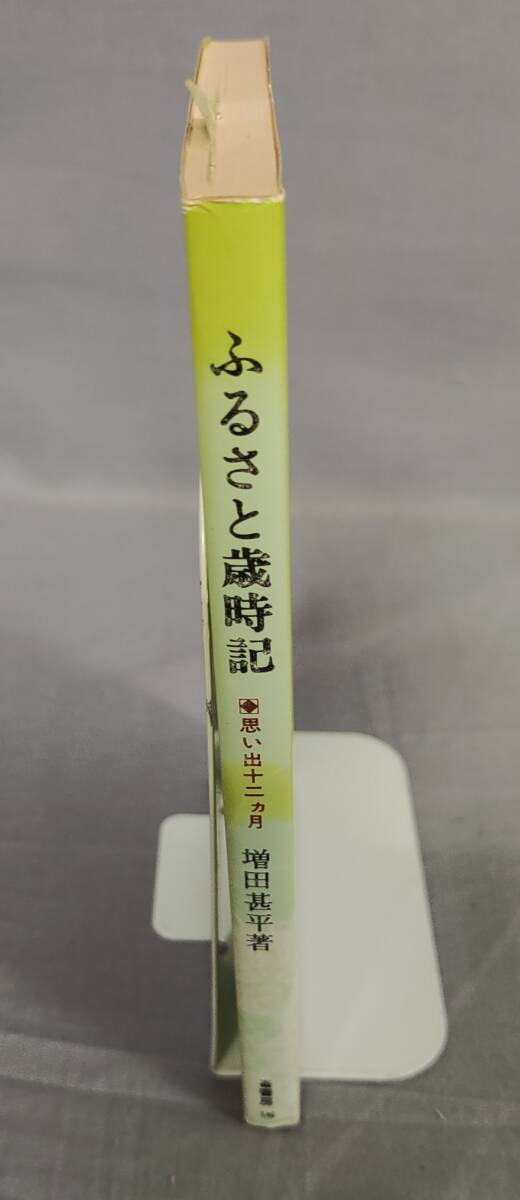 ふるさと歳時記
思い出十二ヵ月
増田甚平著